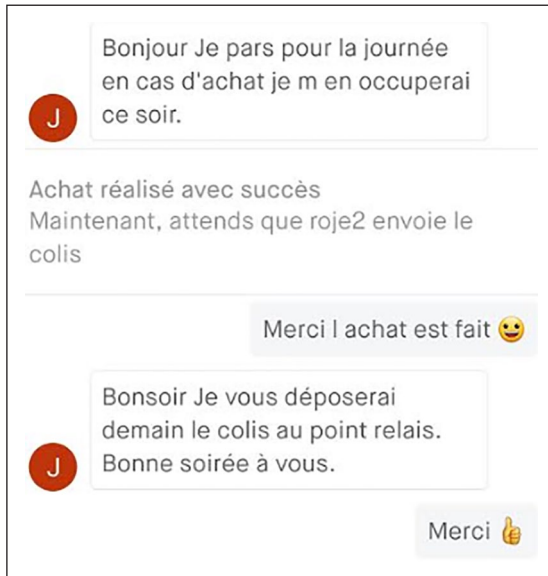 Bonjour Je pars pour la journée
en cas d'achat je m en occuperai
ce soir.
J
Achat réalisé avec succès
Maintenant, attends que roje2 envoie le
colis
Merci l achat est fait 😀
Bonsoir Je vous déposerai
demain le colis au point relais.
Bonne soirée à vous.
J
Merci 👍